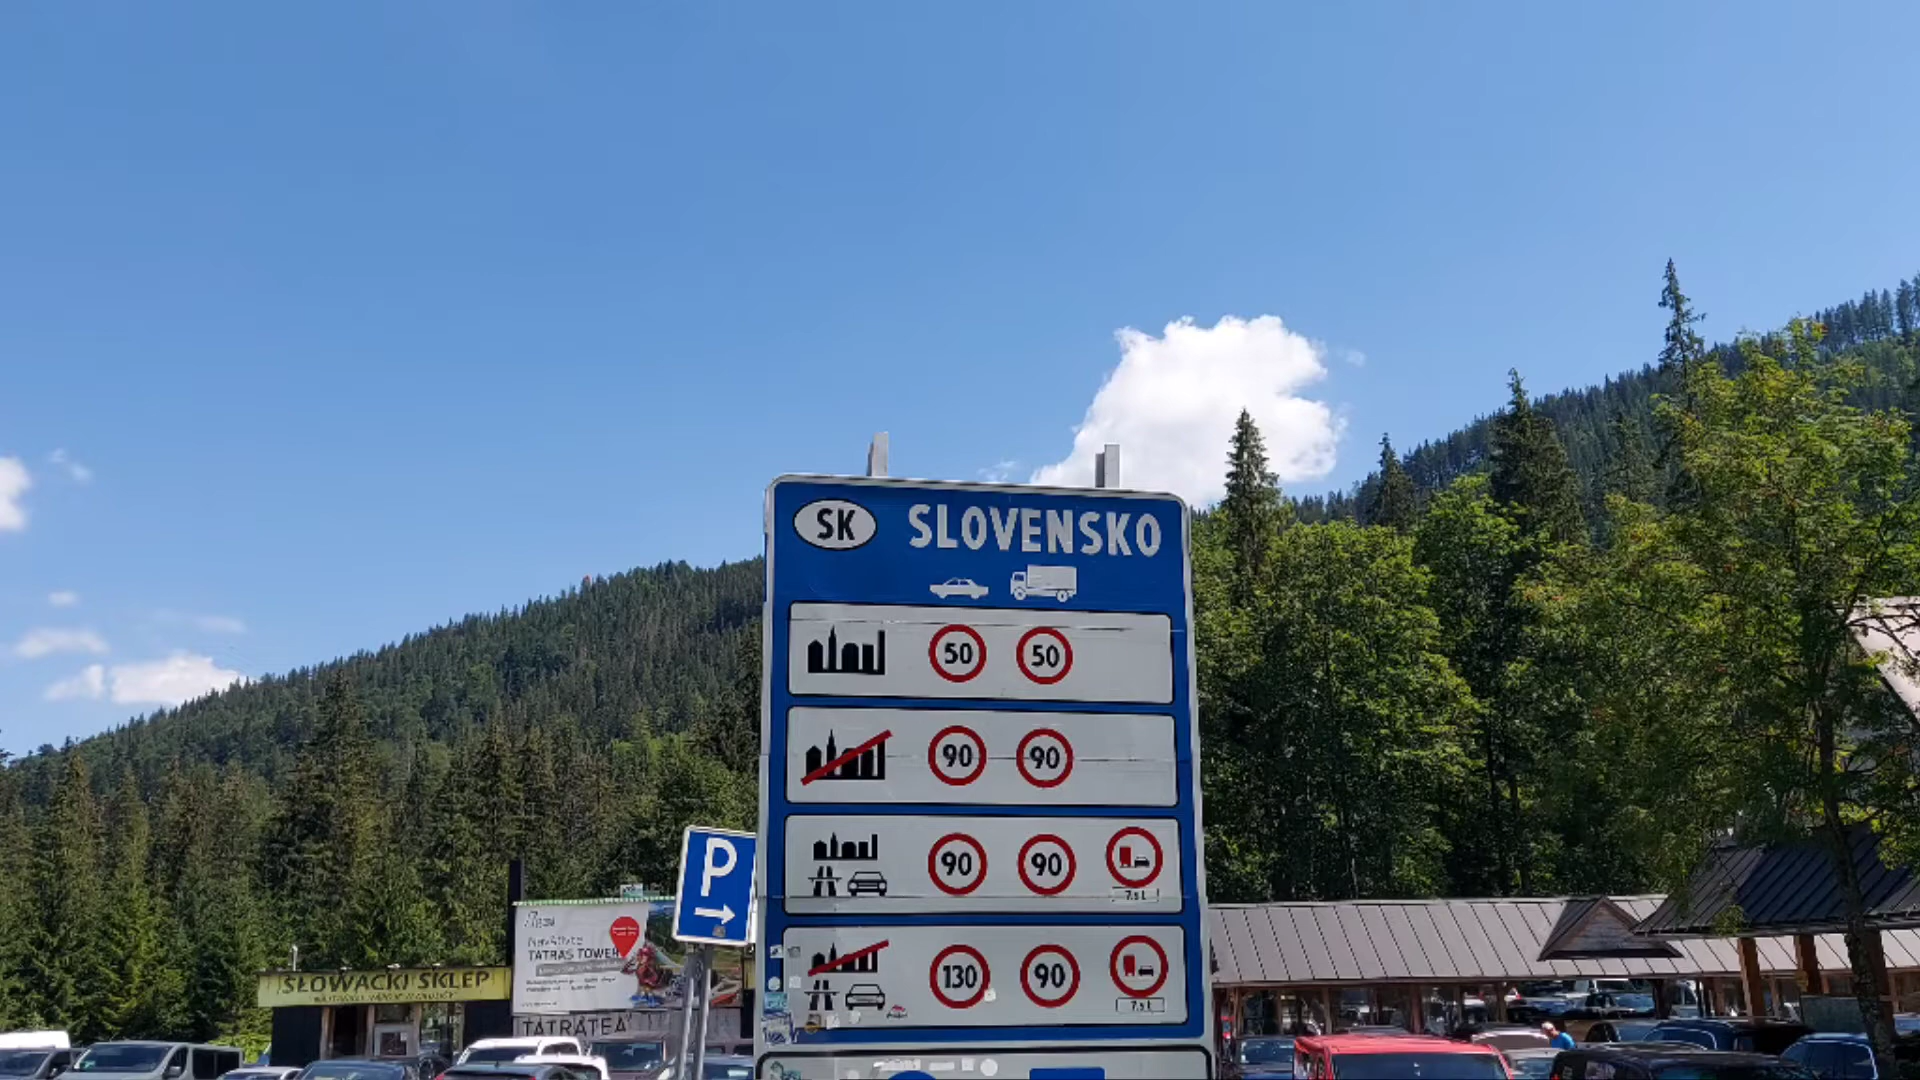 SK SLOVENSKO
50 50
90 90
90 90
7.5 t
130 90
7.5 t
P
TATRAS TOWER
TATRATEA
SŁOWACKI SKLEP